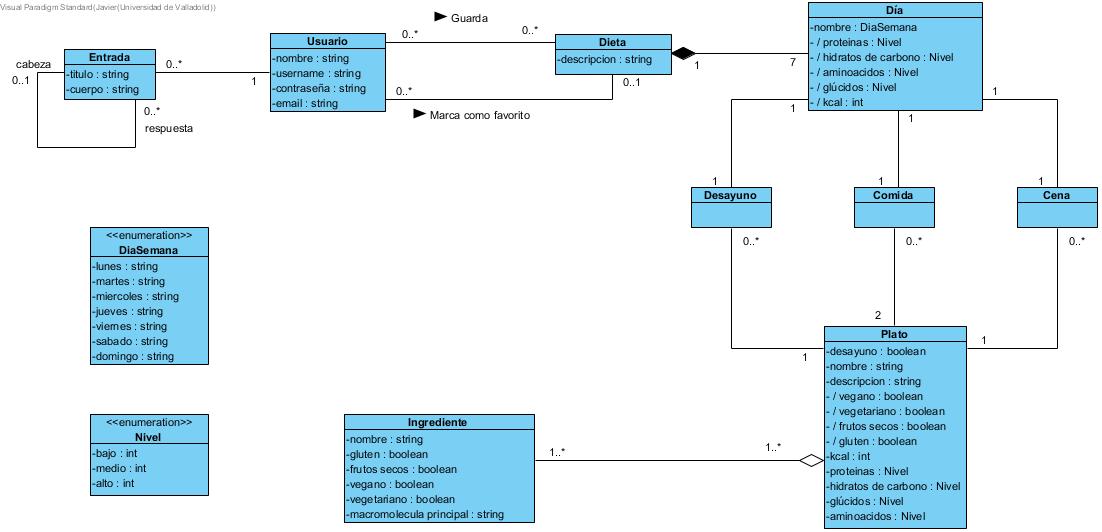 Visual Paradigm Standard(Javier(Universidad de Valladolid))
Guarda
0..*
0..*
Marca como favorito
0..*
0..1
cabeza
0..1
Entrada
-titulo : string
-cuerpo : string
0..*
1
0..*
respuesta
Usuario
-nombre : string
-username : string
-contraseña : string
-email : string
Dieta
-descripcion : string
1
7
Día
-nombre : DiaSemana
- / proteinas : Nivel
- / hidratos de carbono : Nivel
- / aminoacidos : Nivel
- / glúcidos : Nivel
- / kcal : int
1
1
1
1
1
1
Desayuno
Comida
Cena
0..*
0..*
0..*
1
2
1
Plato
-desayuno : boolean
-nombre : string
-descripcion : string
- / vegano : boolean
- / vegetariano : boolean
- / frutos secos : boolean
- / gluten : boolean
-kcal : int
-proteinas : Nivel
-hidratos de carbono : Nivel
-glúcidos : Nivel
-aminoacidos : Nivel
<<enumeration>>
DiaSemana
-lunes : string
-martes : string
-miercoles : string
-jueves : string
-viernes : string
-sabado : string
-domingo : string
<<enumeration>>
Nivel
-bajo : int
-medio : int
-alto : int
Ingrediente
-nombre : string
-gluten : boolean
-frutos secos : boolean
-vegano : boolean
-vegetariano : boolean
-macromolecula principal : string
1..*
1..*